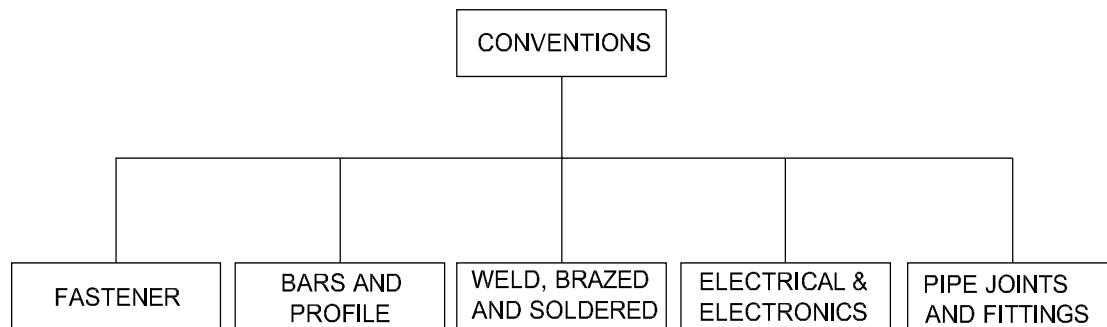 CONVENTIONS
FASTENER
BARS AND
PROFILE
WELD, BRAZED
AND SOLDERED
ELECTRICAL &
ELECTRONICS
PIPE JOINTS
AND FITTINGS